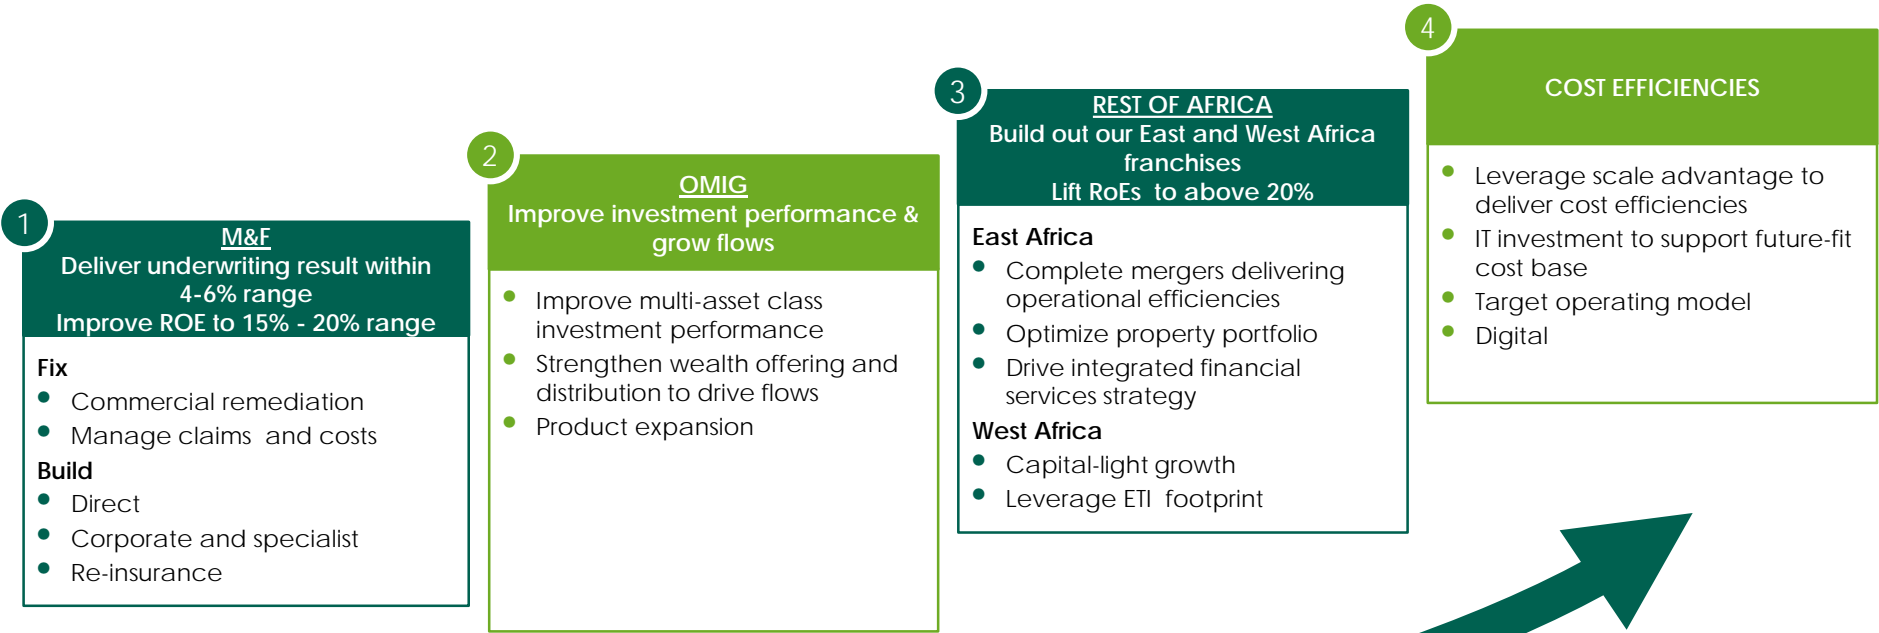 1
M&F
Deliver underwriting result within
4-6% range
Improve ROE to 15% - 20% range
Fix
• Commercial remediation
• Manage claims and costs
Build
• Direct
• Corporate and specialist
• Re-insurance
2
OMIG
Improve investment performance &
grow flows
• Improve multi-asset class
investment performance
• Strengthen wealth offering and
distribution to drive flows
• Product expansion
3
REST OF AFRICA
Build out our East and West Africa
franchises
Lift RoEs to above 20%
East Africa
• Complete mergers delivering
operational efficiencies
• Optimize property portfolio
• Drive integrated financial
services strategy
West Africa
• Capital-light growth
• Leverage ETI footprint
4
COST EFFICIENCIES
• Leverage scale advantage to
deliver cost efficiencies
• IT investment to support future-fit
cost base
• Target operating model
• Digital